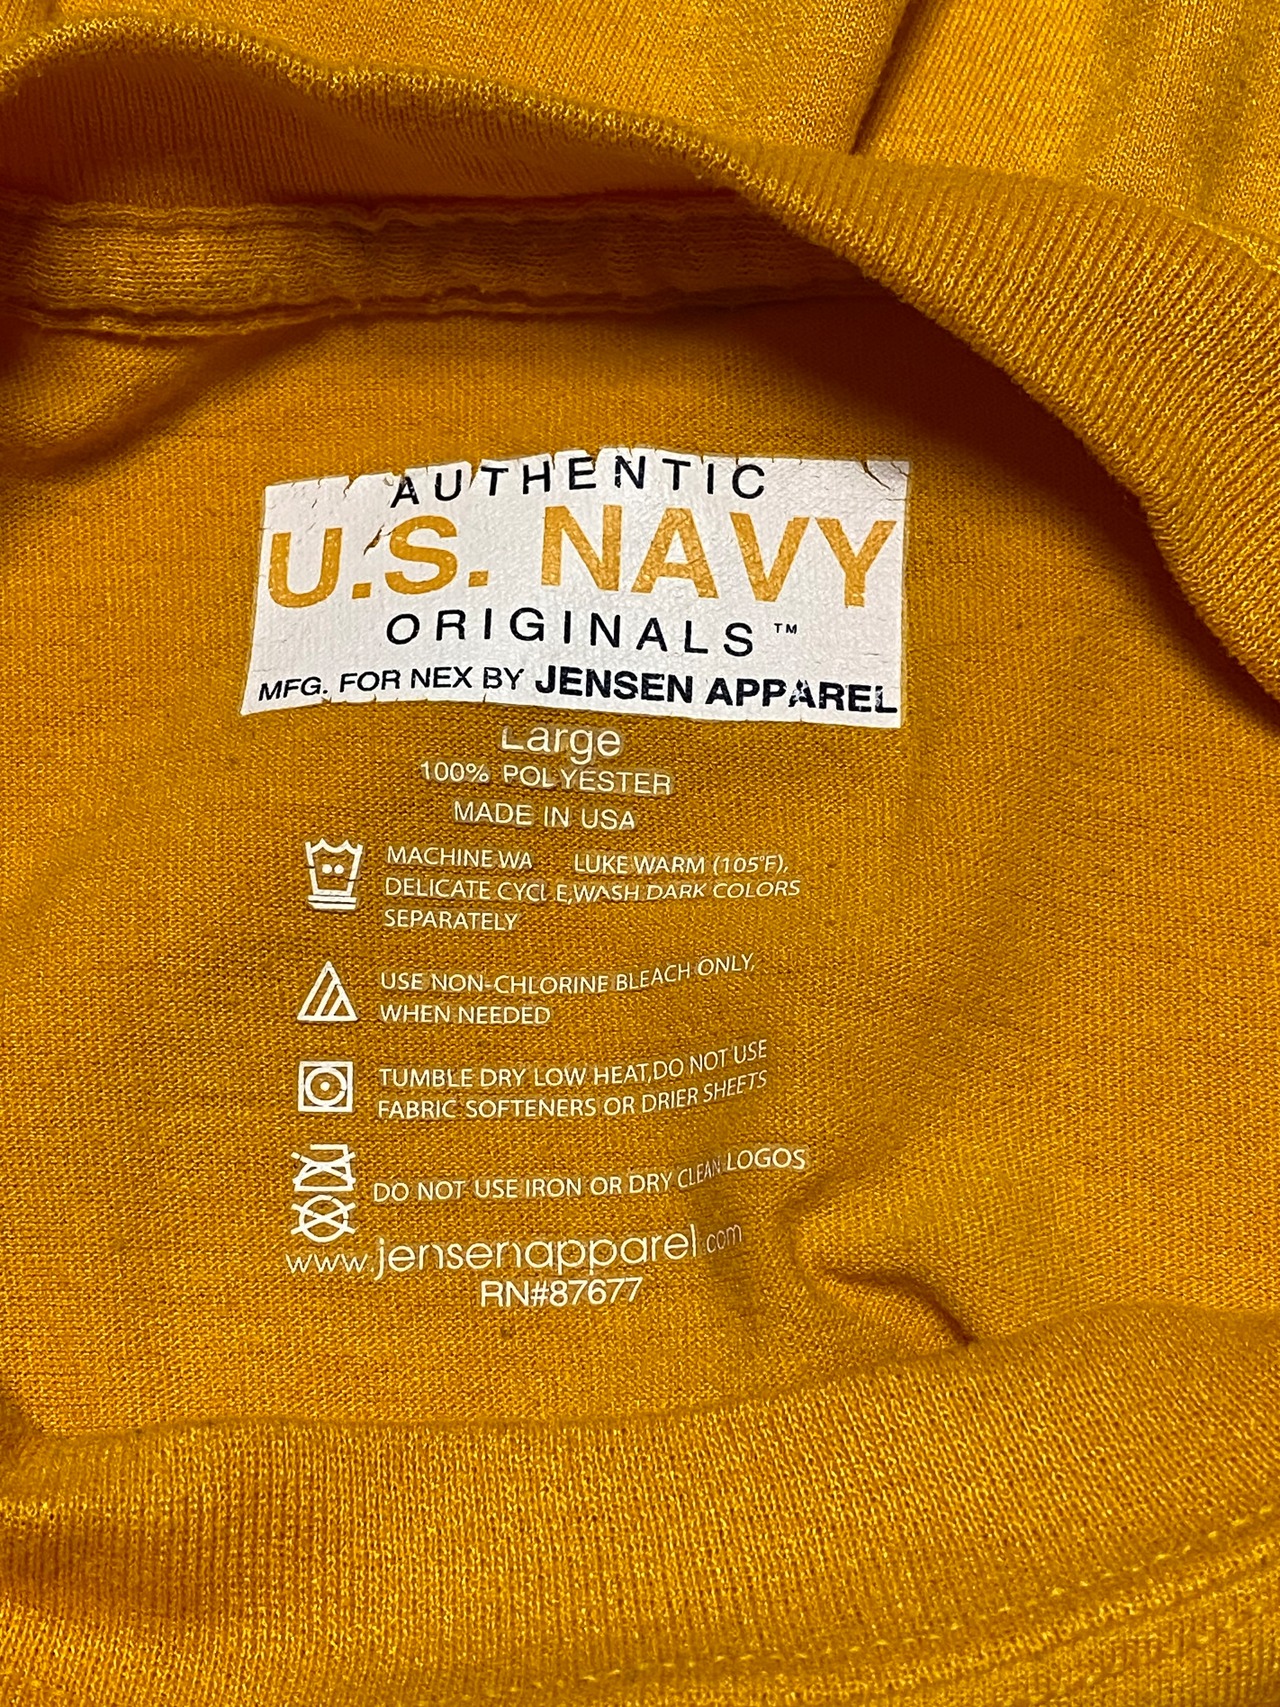 AUTHENTIC
U.S. NAVY
ORIGINALS™
MFG. FOR NEX BY JENSEN APPAREL
Large
100% POLYESTER
MADE IN USA
MACHINE WA LUKE WARM (105°F),
DELICATE CYCLE,WASH DARK COLORS
SEPARATELY
USE NON-CHLORINE BLEACH ONLY,
WHEN NEEDED
TUMBLE DRY LOW HEAT,DO NOT USE
FABRIC SOFTENERS OR DRIER SHEETS
DO NOT USE IRON OR DRY CLEAN LOGOS
www.jensenapparel.com
RN#87677